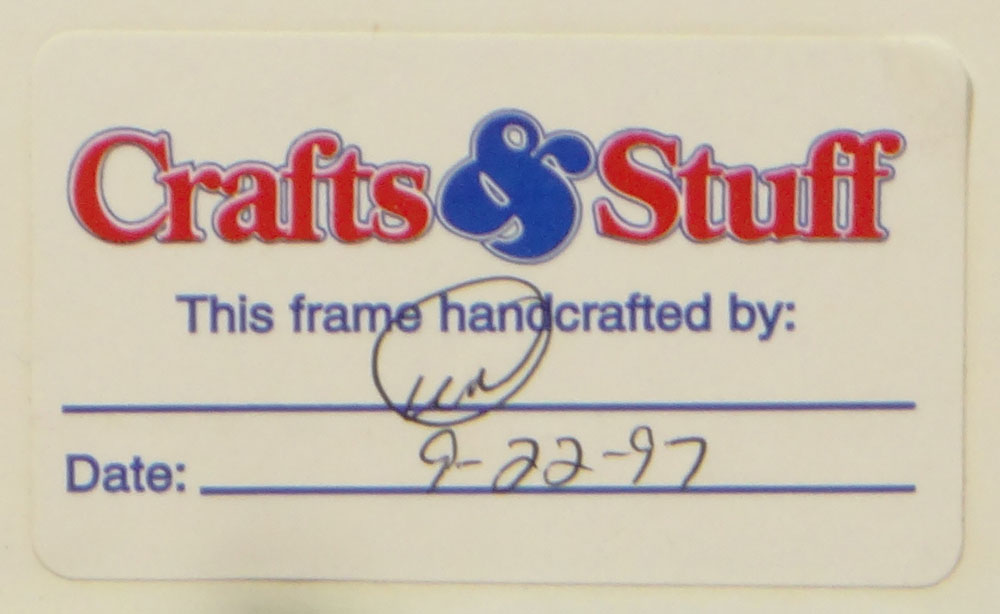 Crafts & Stuff
This frame handcrafted by:
Date: 9-22-97